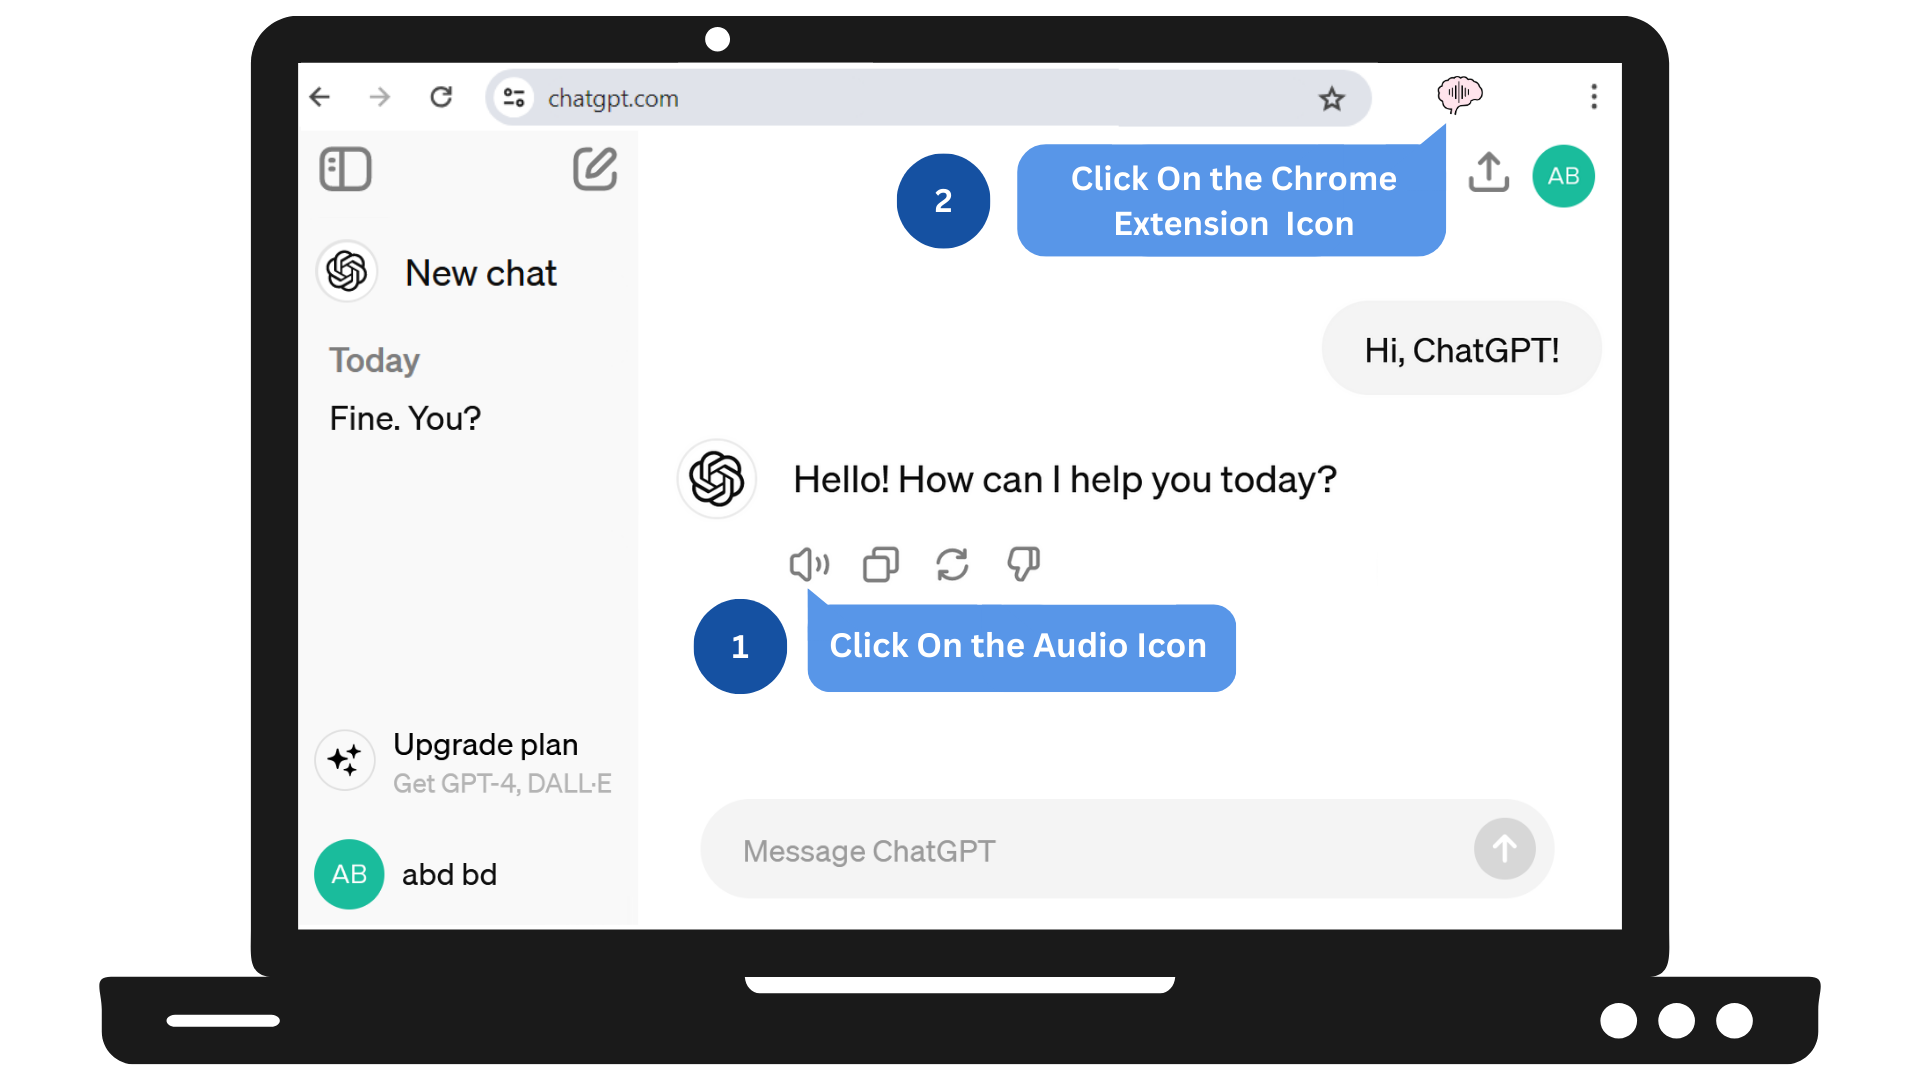 chatgpt.com
2
Click On the Chrome
Extension Icon
AB
New chat
Hi, ChatGPT!
Today
Fine. You?
Hello! How can I help you today?
1
Click On the Audio Icon
Upgrade plan
Get GPT-4, DALL·E
Message ChatGPT
AB
abd bd